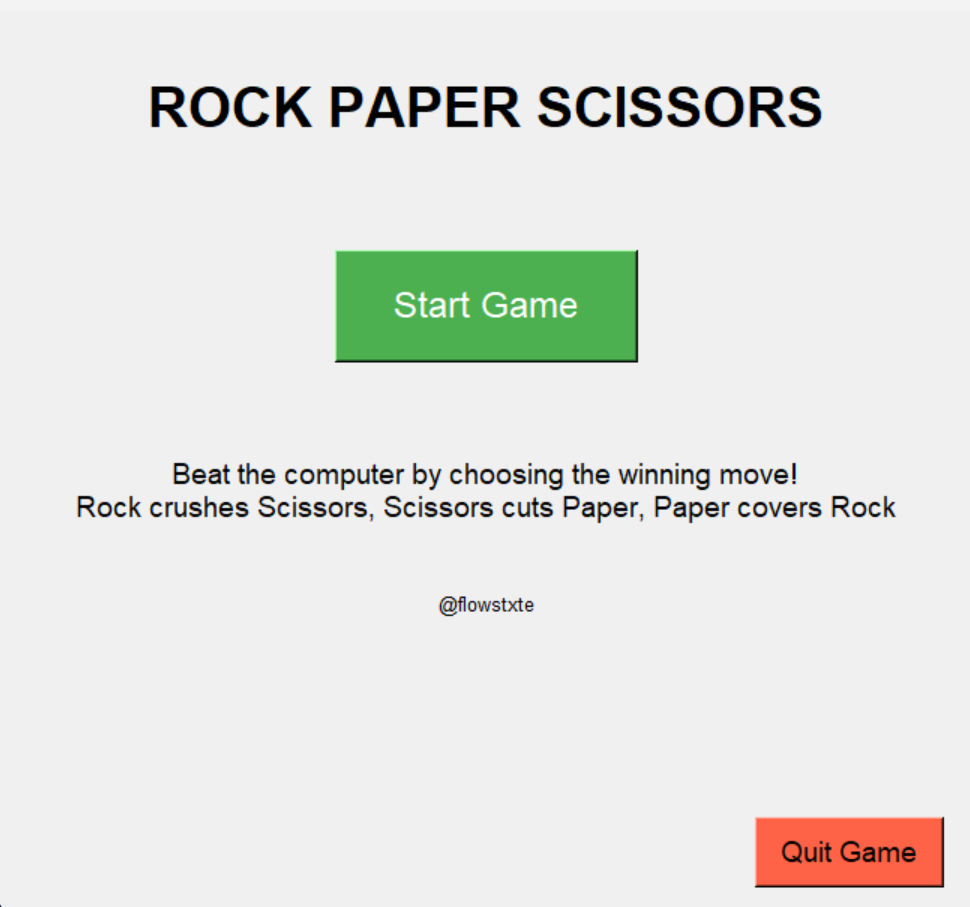 ROCK PAPER SCISSORS
Start Game
Beat the computer by choosing the winning move!
Rock crushes Scissors, Scissors cuts Paper, Paper covers Rock
@flowstxte
Quit Game